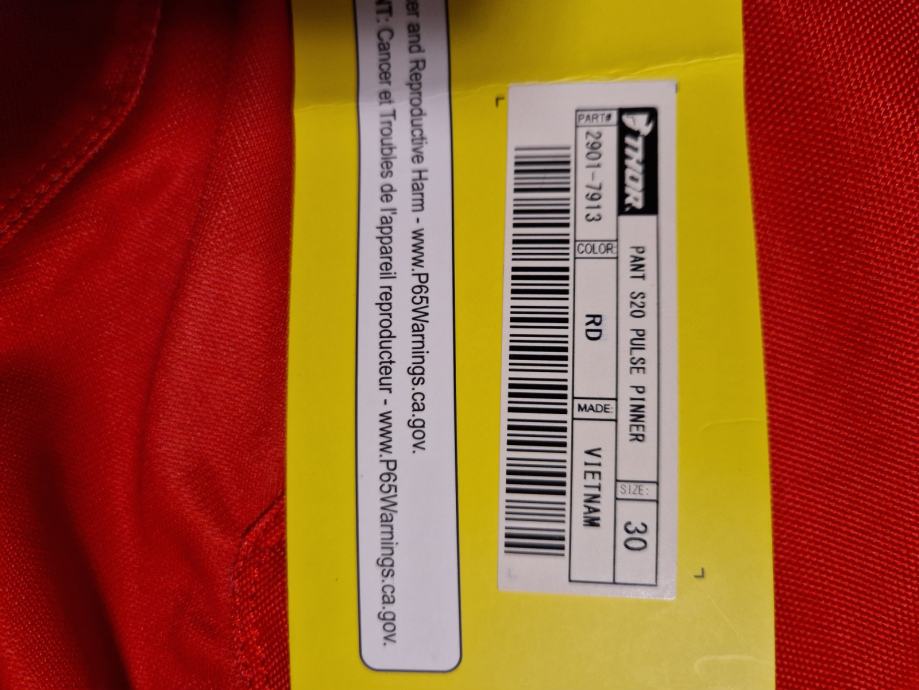 THOR. PANT S20 PULSE PINNER SIZE: 30
PART# 2901-7913 COLOR: RD MADE: VIETNAM
and Reproductive Harm - www.P65Warnings.ca.gov.
Cancer et Troubles de l'appareil reproducteur - www.P65Warnings.ca.gov.